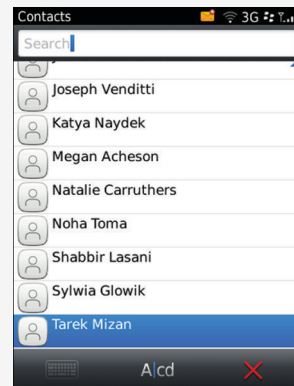 Contacts 3G
Search
Joseph Venditti
Katya Naydek
Megan Acheson
Natalie Carruthers
Noha Toma
Shabbir Lasani
Sylwia Glowik
Tarek Mizan
A|cd